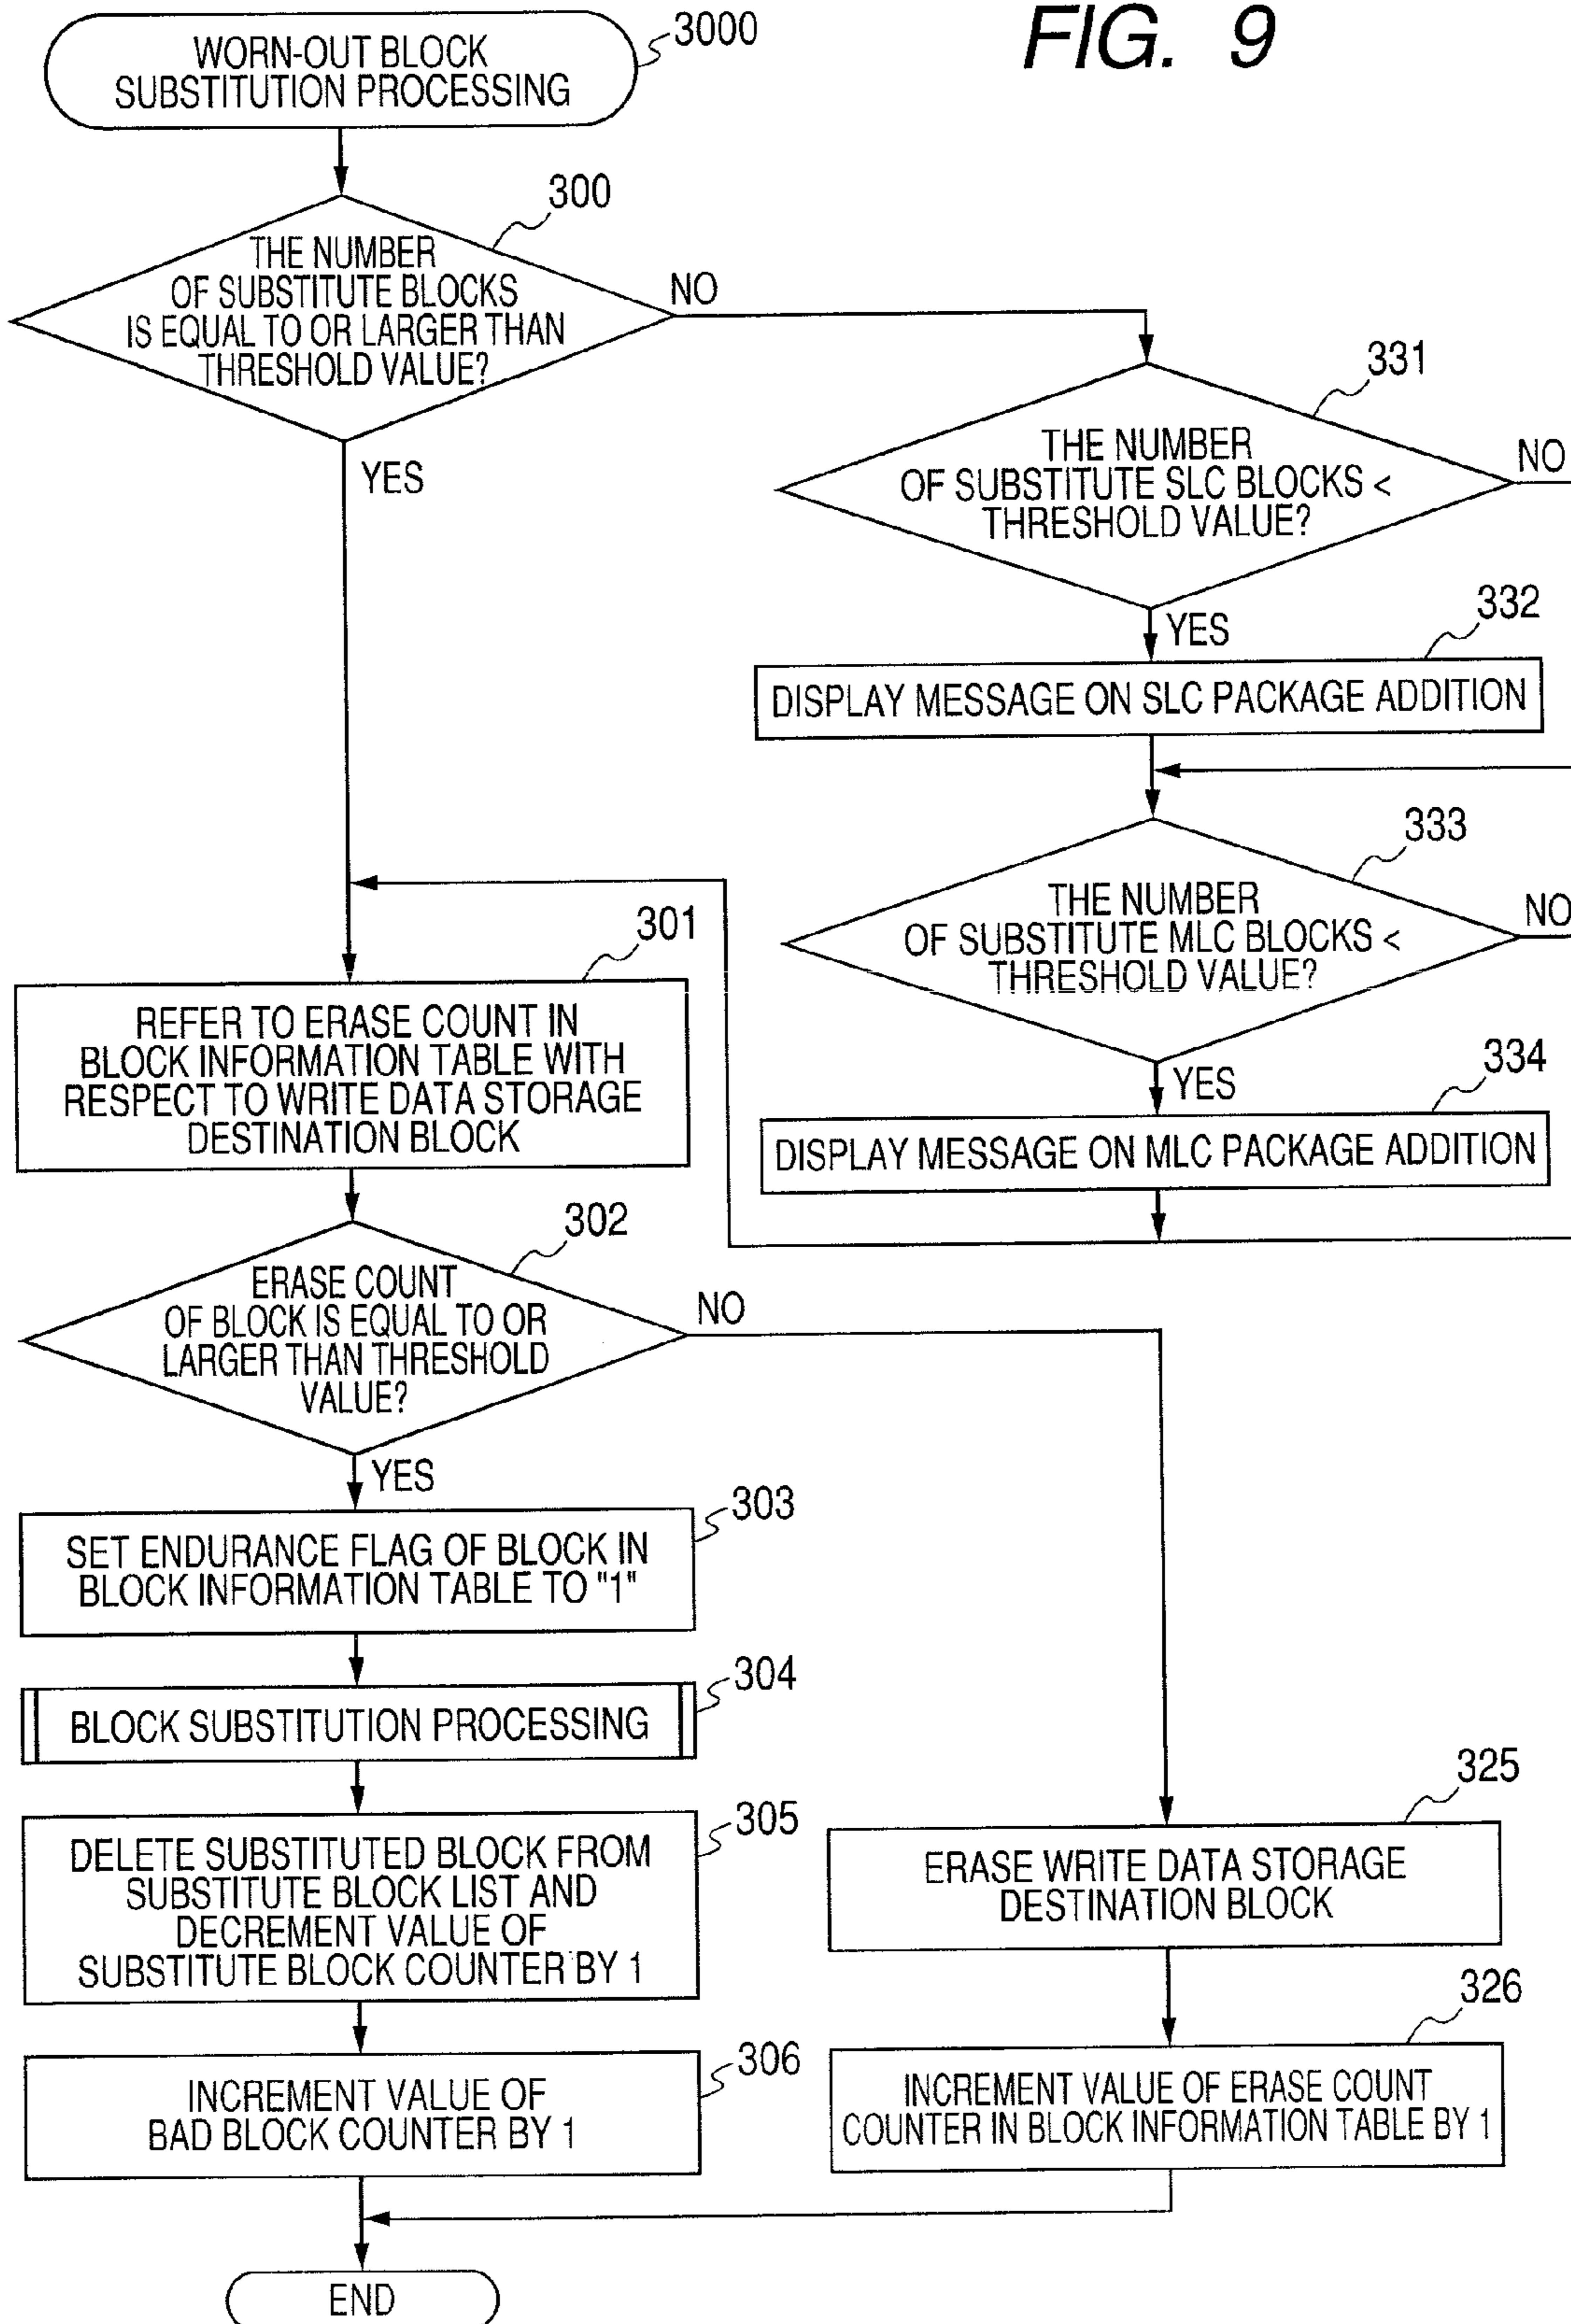 FIG. 9
WORN-OUT BLOCK
SUBSTITUTION PROCESSING
3000
300
THE NUMBER
OF SUBSTITUTE BLOCKS
IS EQUAL TO OR LARGER THAN
THRESHOLD VALUE?
NO
YES
331
THE NUMBER
OF SUBSTITUTE SLC BLOCKS <
THRESHOLD VALUE?
NO
YES
332
DISPLAY MESSAGE ON SLC PACKAGE ADDITION
333
THE NUMBER
OF SUBSTITUTE MLC BLOCKS <
THRESHOLD VALUE?
NO
YES
334
DISPLAY MESSAGE ON MLC PACKAGE ADDITION
301
REFER TO ERASE COUNT IN
BLOCK INFORMATION TABLE WITH
RESPECT TO WRITE DATA STORAGE
DESTINATION BLOCK
302
ERASE COUNT
OF BLOCK IS EQUAL TO OR
LARGER THAN THRESHOLD
VALUE?
NO
YES
303
SET ENDURANCE FLAG OF BLOCK IN
BLOCK INFORMATION TABLE TO "1"
304
BLOCK SUBSTITUTION PROCESSING
305
DELETE SUBSTITUTED BLOCK FROM
SUBSTITUTE BLOCK LIST AND
DECREMENT VALUE OF
SUBSTITUTE BLOCK COUNTER BY 1
306
INCREMENT VALUE OF
BAD BLOCK COUNTER BY 1
325
ERASE WRITE DATA STORAGE
DESTINATION BLOCK
326
INCREMENT VALUE OF ERASE COUNT
COUNTER IN BLOCK INFORMATION TABLE BY 1
END